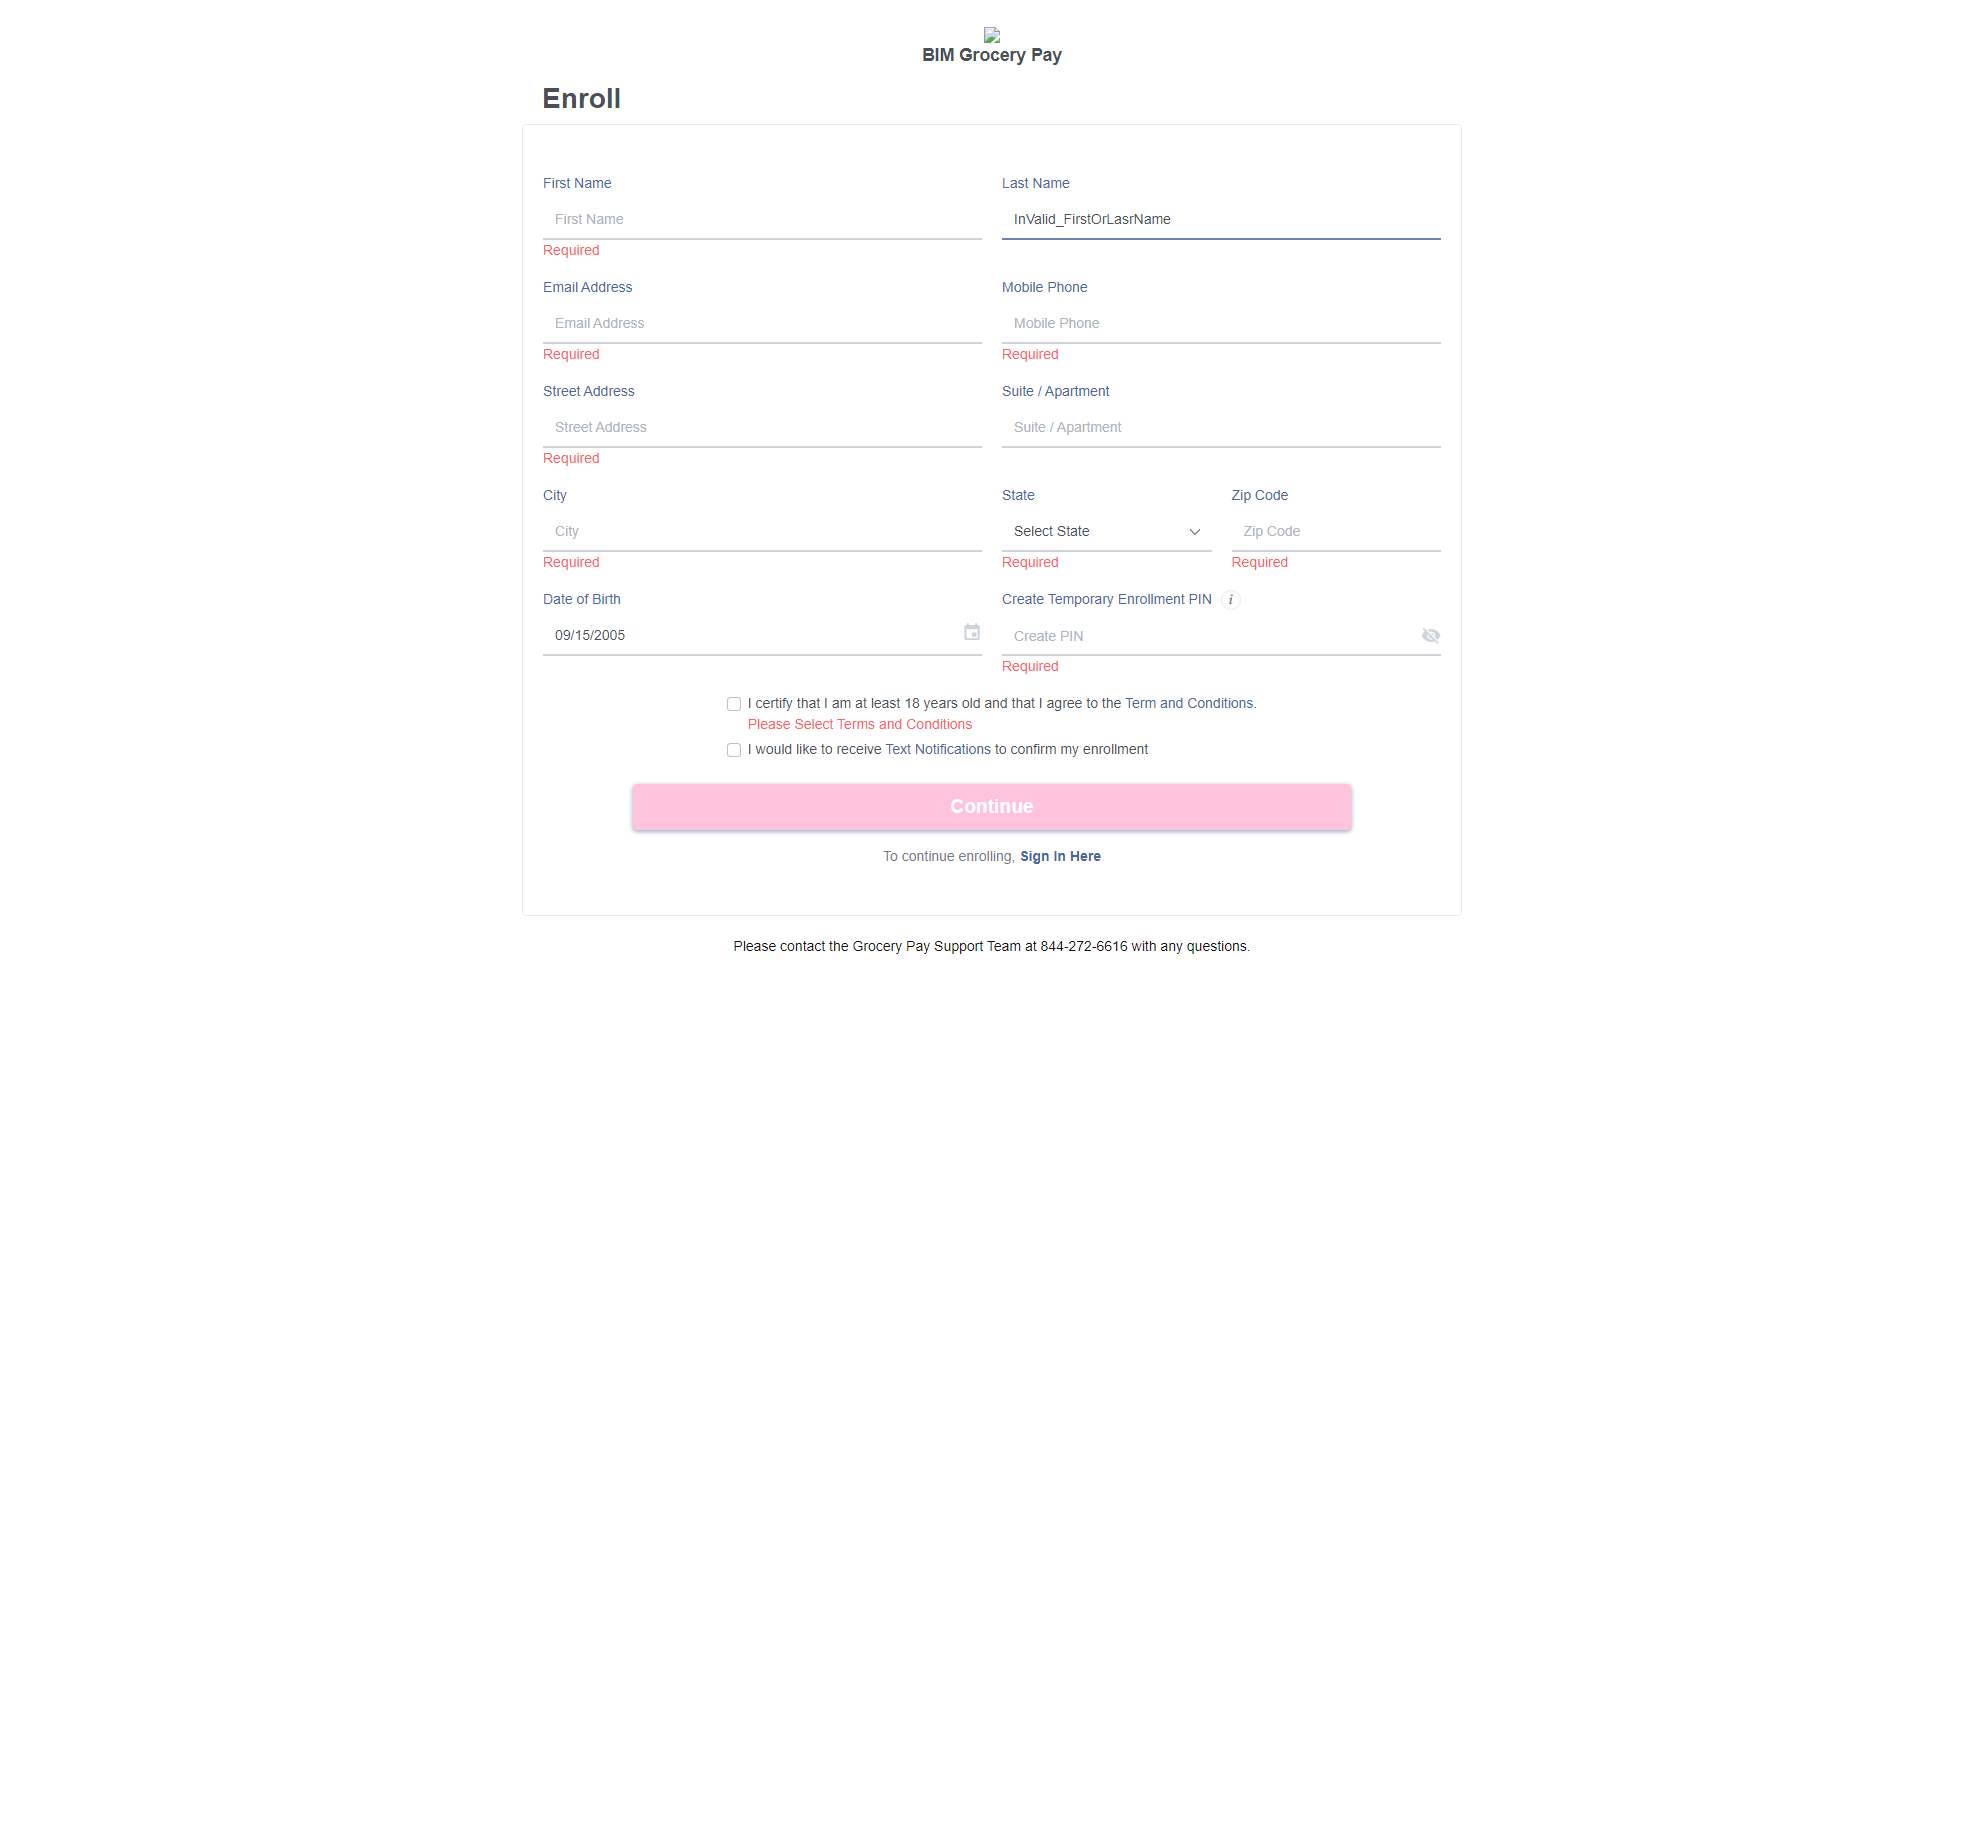 BIM Grocery Pay
Enroll
First Name
Last Name
First Name
InValid_FirstOrLasrName
Required
Email Address
Mobile Phone
Email Address
Mobile Phone
Required
Required
Street Address
Suite / Apartment
Street Address
Suite / Apartment
Required
City
State
Zip Code
City
Select State
Zip Code
Required
Required
Required
Date of Birth
Create Temporary Enrollment PIN i
09/15/2005
Create PIN
Required
I certify that I am at least 18 years old and that I agree to the Term and Conditions.
Please Select Terms and Conditions
I would like to receive Text Notifications to confirm my enrollment
Continue
To continue enrolling, Sign In Here
Please contact the Grocery Pay Support Team at 844-272-6616 with any questions.